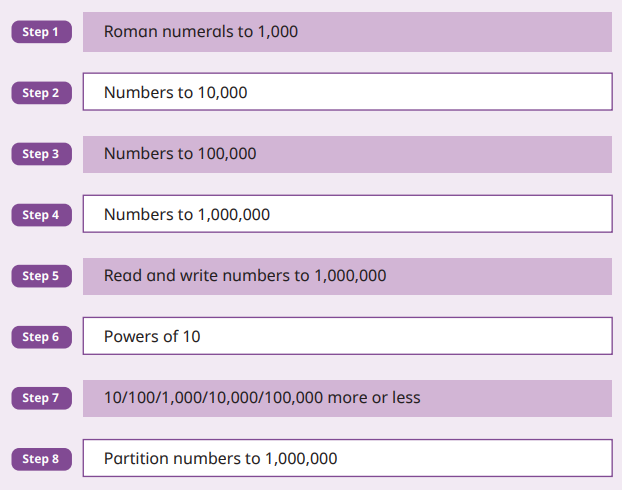 Step 1 Roman numerals to 1,000
Step 2 Numbers to 10,000
Step 3 Numbers to 100,000
Step 4 Numbers to 1,000,000
Step 5 Read and write numbers to 1,000,000
Step 6 Powers of 10
Step 7 10/100/1,000/10,000/100,000 more or less
Step 8 Partition numbers to 1,000,000